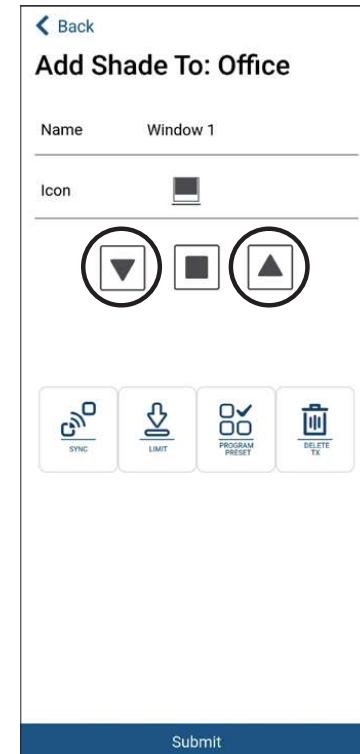 Back
Add Shade To: Office
Name Window 1
Icon
SYNC LIMIT PROGRAM PRESET DELETE TX
Submit